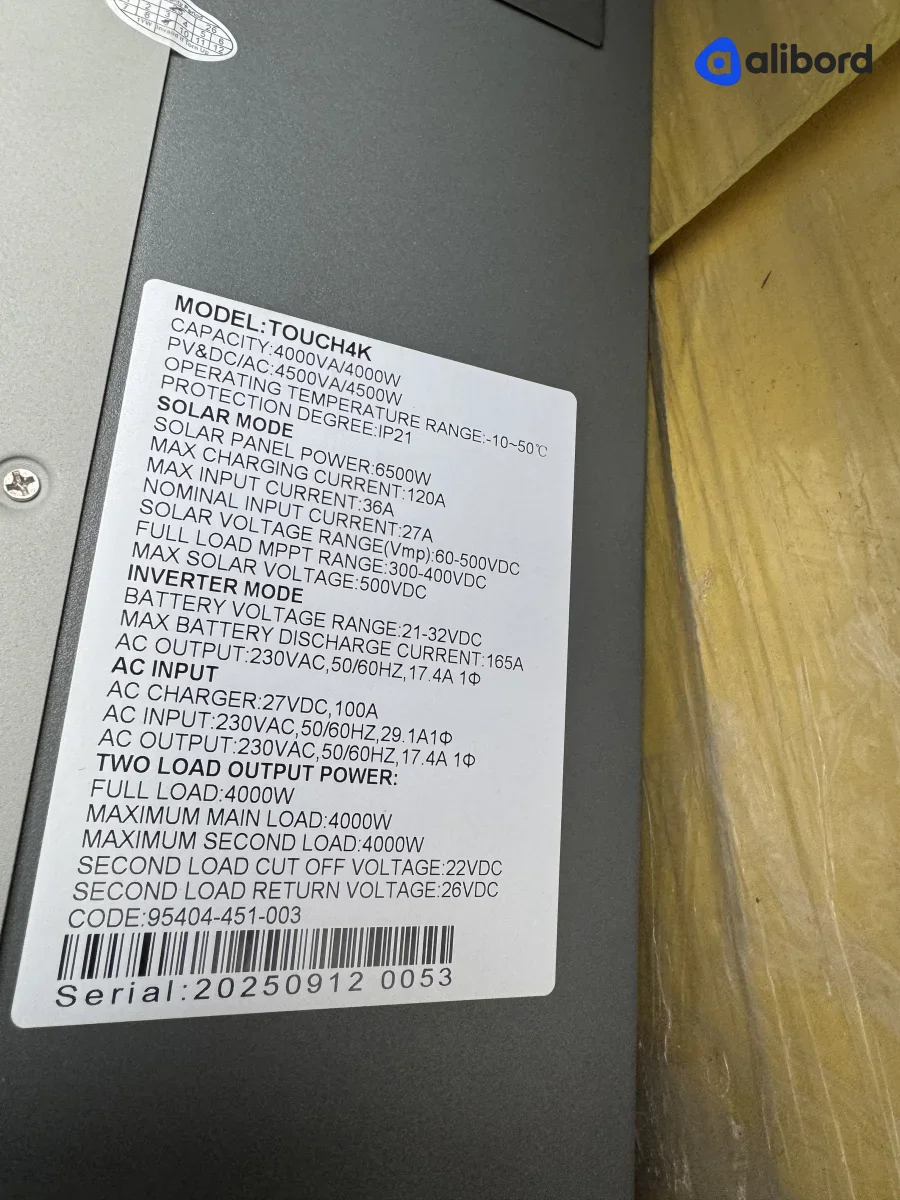 alibord
MODEL:TOUCH4K
CAPACITY:4000VA/4000W
PV&DC/AC:4500VA/4500W
OPERATING TEMPERATURE RANGE:-10~50℃
PROTECTION DEGREE:IP21
SOLAR MODE
SOLAR PANEL POWER:6500W
MAX CHARGING CURRENT:120A
MAX INPUT CURRENT:36A
NOMINAL INPUT CURRENT:27A
SOLAR VOLTAGE RANGE(Vmp):60-500VDC
FULL LOAD MPPT RANGE:300-400VDC
MAX SOLAR VOLTAGE:500VDC
INVERTER MODE
BATTERY VOLTAGE RANGE:21-32VDC
MAX BATTERY DISCHARGE CURRENT:165A
AC OUTPUT:230VAC,50/60HZ,17.4A 1Φ
AC INPUT
AC CHARGER:27VDC,100A
AC INPUT:230VAC,50/60HZ,29.1A1Φ
AC OUTPUT:230VAC,50/60HZ,17.4A 1Φ
TWO LOAD OUTPUT POWER:
FULL LOAD:4000W
MAXIMUM MAIN LOAD:4000W
MAXIMUM SECOND LOAD:4000W
SECOND LOAD CUT OFF VOLTAGE:22VDC
SECOND LOAD RETURN VOLTAGE:26VDC
CODE:95404-451-003
Serial:20250912 0053